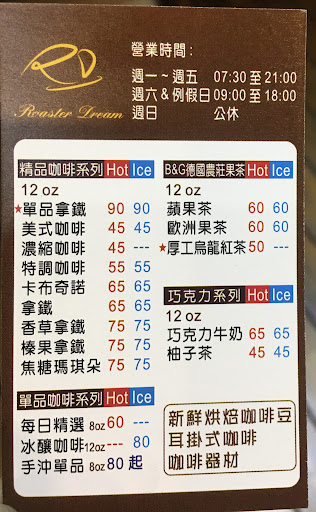 RD
Roaster Dream
營業時間:
週一~週五 07:30 至 21:00
週六&例假日 09:00 至 18:00
週日 公休
精品咖啡系列 Hot Ice
12 oz
★單品拿鐵 90 90
美式咖啡 45 45
濃縮咖啡 45 ---
特調咖啡 55 55
卡布奇諾 65 65
拿鐵 65 65
香草拿鐵 75 75
榛果拿鐵 75 75
焦糖瑪琪朵 75 75
單品咖啡系列 Hot Ice
每日精選 8oz 60 ---
冰釀咖啡 12oz --- 80
手沖單品 8oz 80 起
B&G德國農莊果茶 Hot Ice
12 oz
蘋果茶 60 60
歐洲果茶 60 60
★厚工烏龍紅茶 50 ---
巧克力系列 Hot Ice
12 oz
巧克力牛奶 65 65
柚子茶 45 45
新鮮烘焙咖啡豆
耳掛式咖啡
咖啡器材